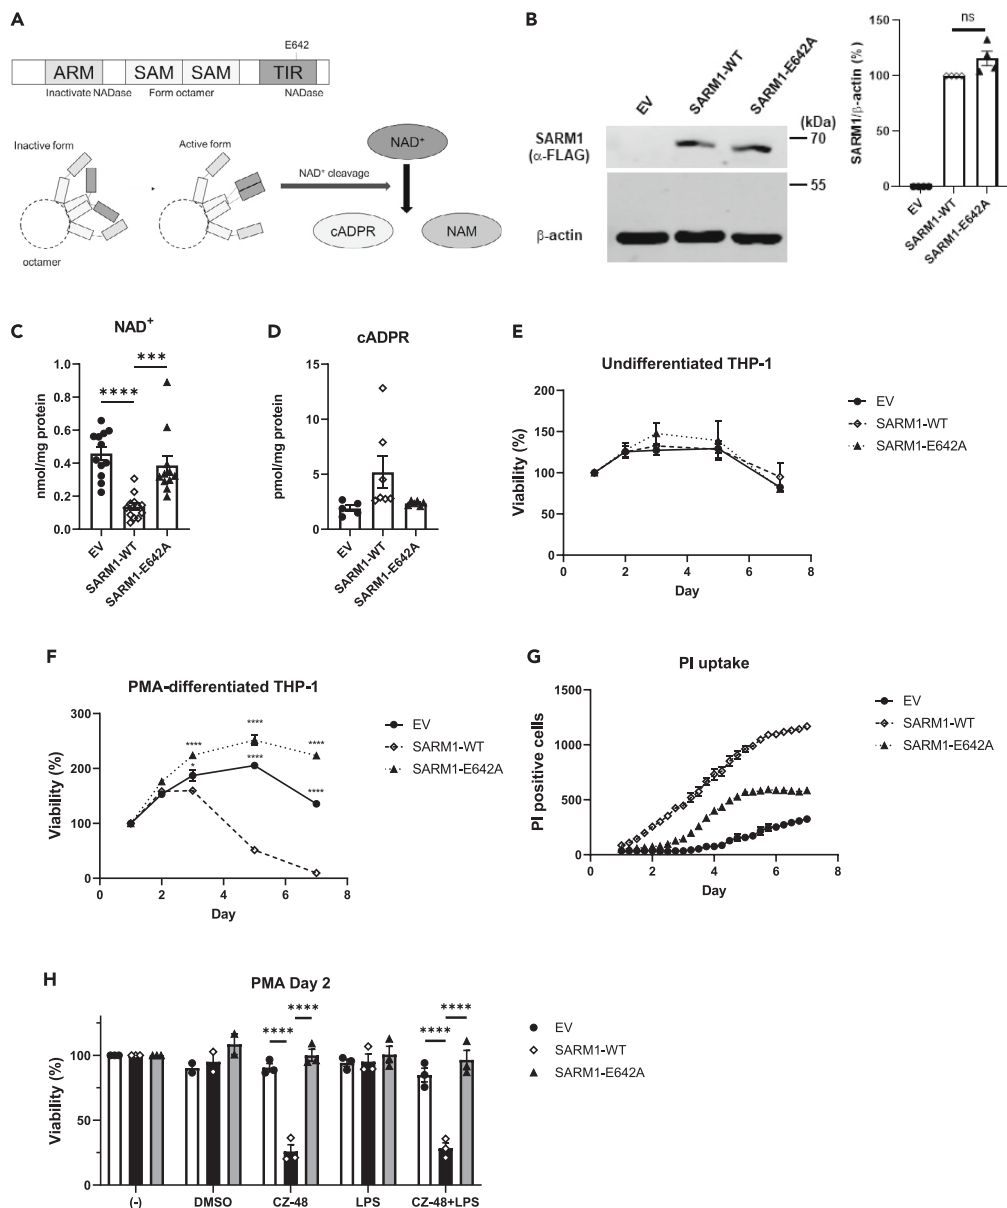 A
E642
ARM
SAM
SAM
TIR
Inactivate NADase
Form octamer
NADase
Inactive form
Active form
NAD⁺
NAD⁺ cleavage
cADPR
NAM
octamer
B
EV
SARM1-WT
SARM1-E642A
(kDa)
SARM1
(α-FLAG)
70
55
β-actin
ns
SARM1/β-actin (%)
150
100
50
0
EV
SARM1-WT
SARM1-E642A
C
NAD⁺
nmol/mg protein
1.0
0.8
0.6
0.4
0.2
0.0
****
***
EV
SARM1-WT
SARM1-E642A
D
cADPR
pmol/mg protein
15
10
5
0
EV
SARM1-WT
SARM1-E642A
E
Undifferentiated THP-1
Viability (%)
200
150
100
50
0
0 2 4 6 8
Day
EV
SARM1-WT
SARM1-E642A
F
PMA-differentiated THP-1
Viability (%)
300
200
100
0
****
*
****
****
****
****
0 2 4 6 8
Day
EV
SARM1-WT
SARM1-E642A
G
PI uptake
PI positive cells
1500
1000
500
0
0 2 4 6 8
Day
EV
SARM1-WT
SARM1-E642A
H
PMA Day 2
Viability (%)
100
50
0
****
****
****
****
(-) DMSO CZ-48 LPS CZ-48+LPS
EV
SARM1-WT
SARM1-E642A